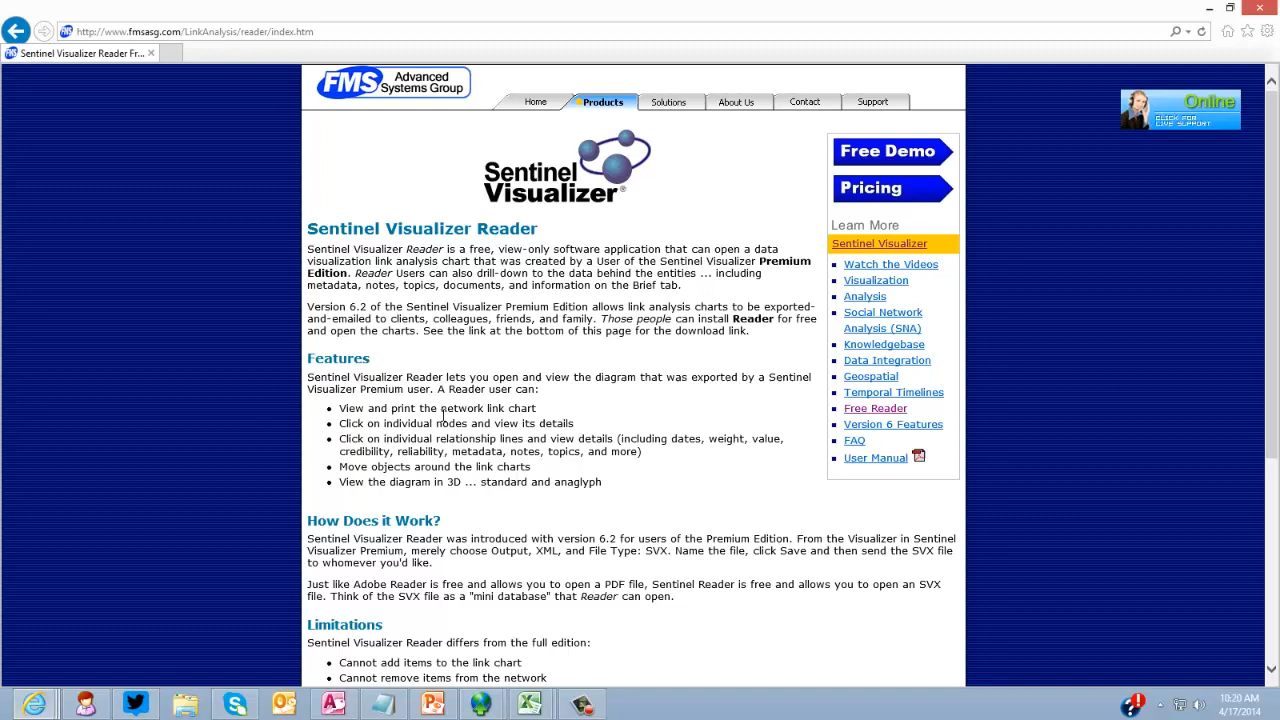 http://www.fmsasg.com/LinkAnalysis/reader/index.htm
Sentinel Visualizer Reader Fr...
FMS Advanced
Systems Group
Home Products Solutions About Us Contact Support
Online
CLICK FOR
LIVE SUPPORT
Sentinel
Visualizer®
Free Demo
Pricing
Learn More
Sentinel Visualizer
Watch the Videos
Visualization
Analysis
Social Network
Analysis (SNA)
Knowledgebase
Data Integration
Geospatial
Temporal Timelines
Free Reader
Version 6 Features
FAQ
User Manual
Sentinel Visualizer Reader
Sentinel Visualizer Reader is a free, view-only software application that can open a data
visualization link analysis chart that was created by a User of the Sentinel Visualizer Premium
Edition. Reader Users can also drill-down to the data behind the entities ... including
metadata, notes, topics, documents, and information on the Brief tab.
Version 6.2 of the Sentinel Visualizer Premium Edition allows link analysis charts to be exported-
and-emailed to clients, colleagues, friends, and family. Those people can install Reader for free
and open the charts. See the link at the bottom of this page for the download link.
Features
Sentinel Visualizer Reader lets you open and view the diagram that was exported by a Sentinel
Visualizer Premium user. A Reader user can:
View and print the network link chart
Click on individual nodes and view its details
Click on individual relationship lines and view details (including dates, weight, value,
credibility, reliability, metadata, notes, topics, and more)
Move objects around the link charts
View the diagram in 3D ... standard and anaglyph
How Does it Work?
Sentinel Visualizer Reader was introduced with version 6.2 for users of the Premium Edition. From the Visualizer in Sentinel
Visualizer Premium, merely choose Output, XML, and File Type: SVX. Name the file, click Save and then send the SVX file
to whomever you'd like.
Just like Adobe Reader is free and allows you to open a PDF file, Sentinel Reader is free and allows you to open an SVX
file. Think of the SVX file as a "mini database" that Reader can open.
Limitations
Sentinel Visualizer Reader differs from the full edition:
Cannot add items to the link chart
Cannot remove items from the network
10:20 AM
4/17/2014